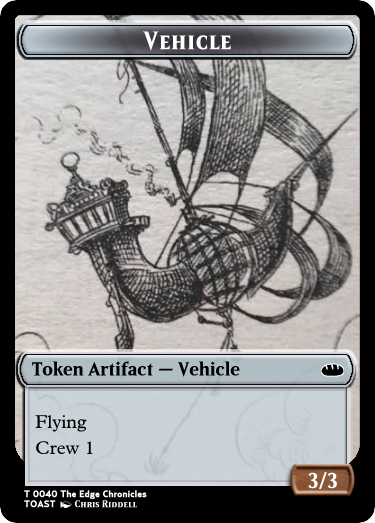 VEHICLE
Token Artifact — Vehicle
Flying
Crew 1
3/3
T 0040 The Edge Chronicles
TOAST Chris Riddell